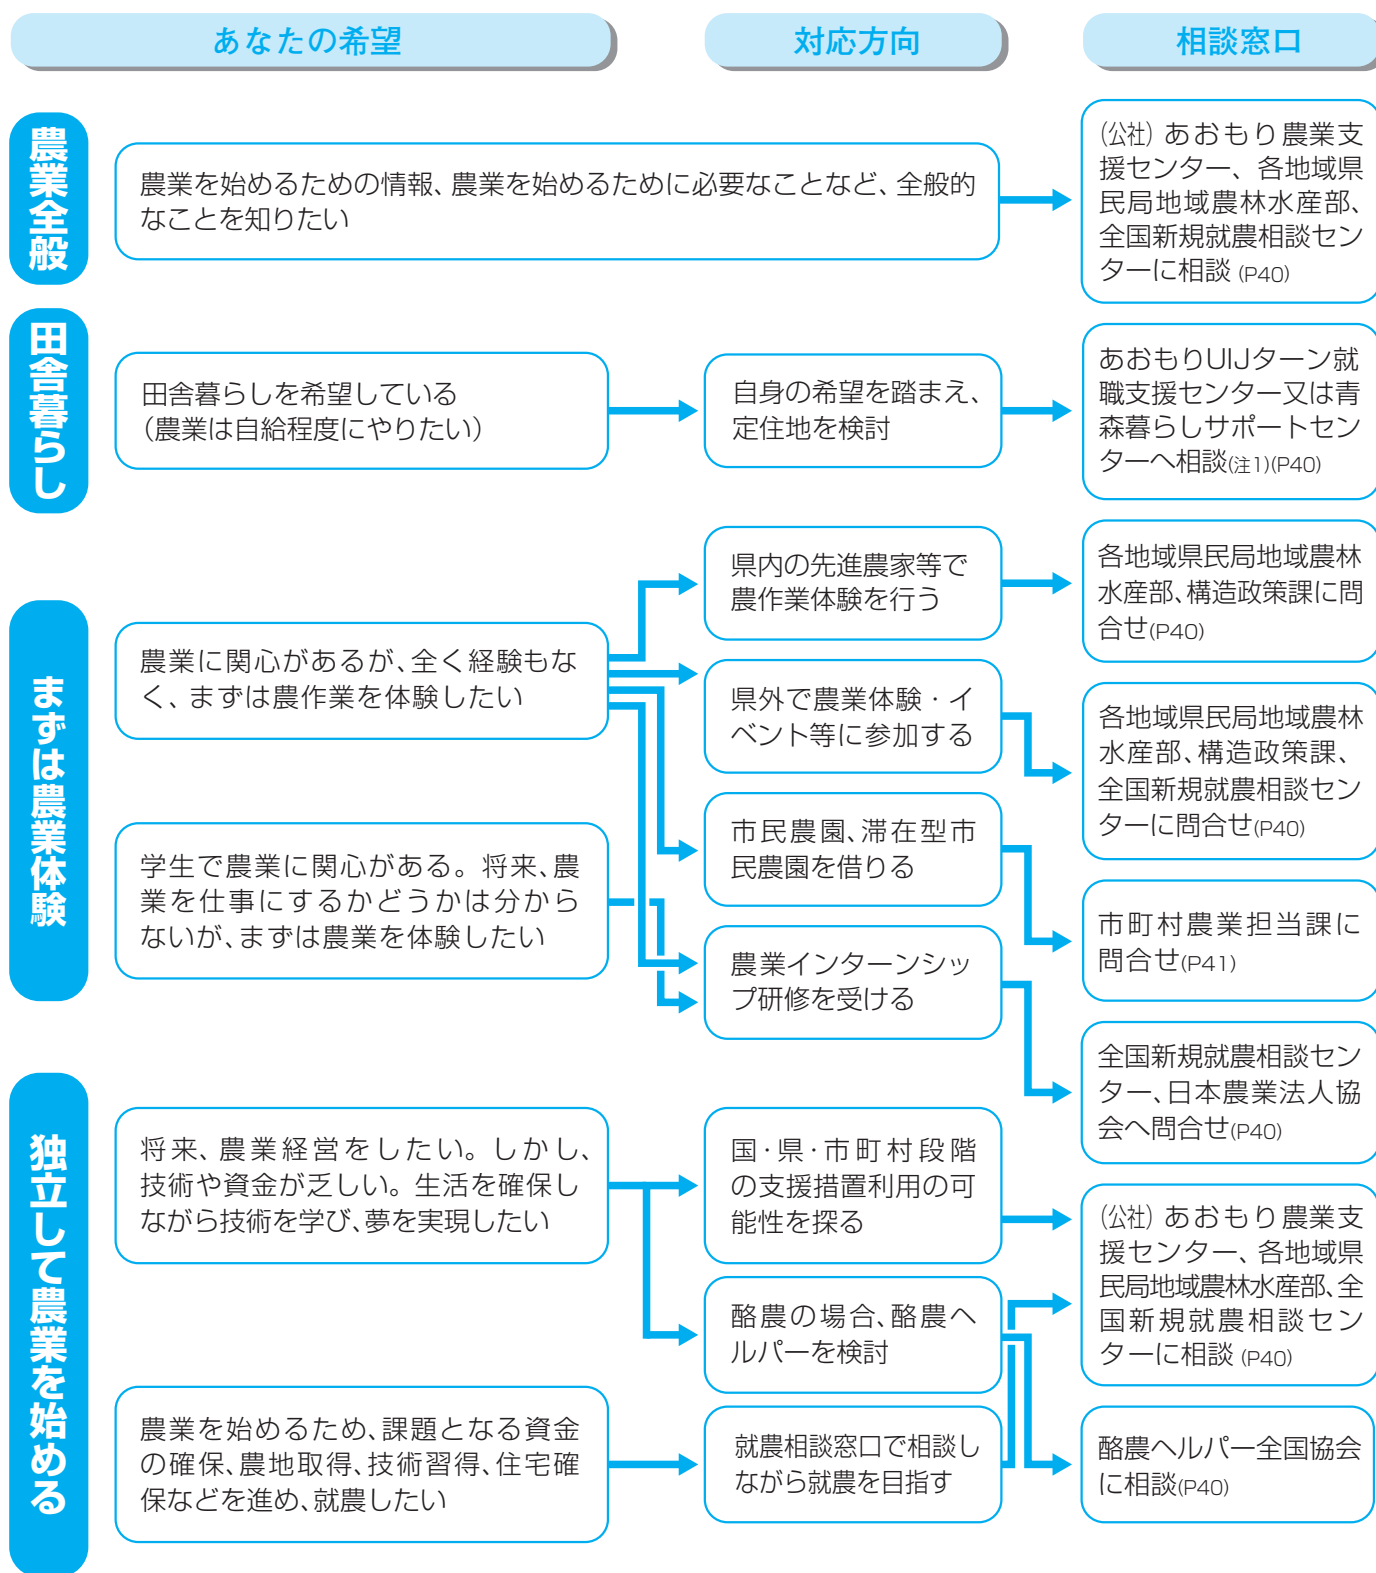 あなたの希望
対応方向
相談窓口
農業全般
農業を始めるための情報、農業を始めるために必要なことなど、全般的
なことを知りたい
(公社) あおもり農業支
援センター、各地域県
民局地域農林水産部、
全国新規就農相談セン
ターに相談 (P40)
田舎暮らし
田舎暮らしを希望している
(農業は自給程度にやりたい)
自身の希望を踏まえ、
定住地を検討
あおもりUIJターン就
職支援センター又は青
森暮らしサポートセン
ターへ相談(注1)(P40)
まずは農業体験
農業に関心があるが、全く経験もな
く、まずは農作業を体験したい
学生で農業に関心がある。将来、農
業を仕事にするかどうかは分から
ないが、まずは農業を体験したい
県内の先進農家等で
農作業体験を行う
県外で農業体験・イ
ベント等に参加する
市民農園、滞在型市
民農園を借りる
農業インターンシッ
プ研修を受ける
各地域県民局地域農林
水産部、構造政策課に問
合せ(P40)
各地域県民局地域農林
水産部、構造政策課、
全国新規就農相談セン
ターに問合せ(P40)
市町村農業担当課に
問合せ(P41)
全国新規就農相談セン
ター、日本農業法人協
会へ問合せ(P40)
独立して農業を始める
将来、農業経営をしたい。しかし、
技術や資金が乏しい。生活を確保し
ながら技術を学び、夢を実現したい
農業を始めるため、課題となる資金
の確保、農地取得、技術習得、住宅確
保などを進め、就農したい
国・県・市町村段階
の支援措置利用の可
能性を探る
酪農の場合、酪農ヘ
ルパーを検討
就農相談窓口で相談し
ながら就農を目指す
(公社) あおもり農業支
援センター、各地域県
民局地域農林水産部、全
国新規就農相談セン
ターに相談 (P40)
酪農ヘルパー全国協会
に相談(P40)